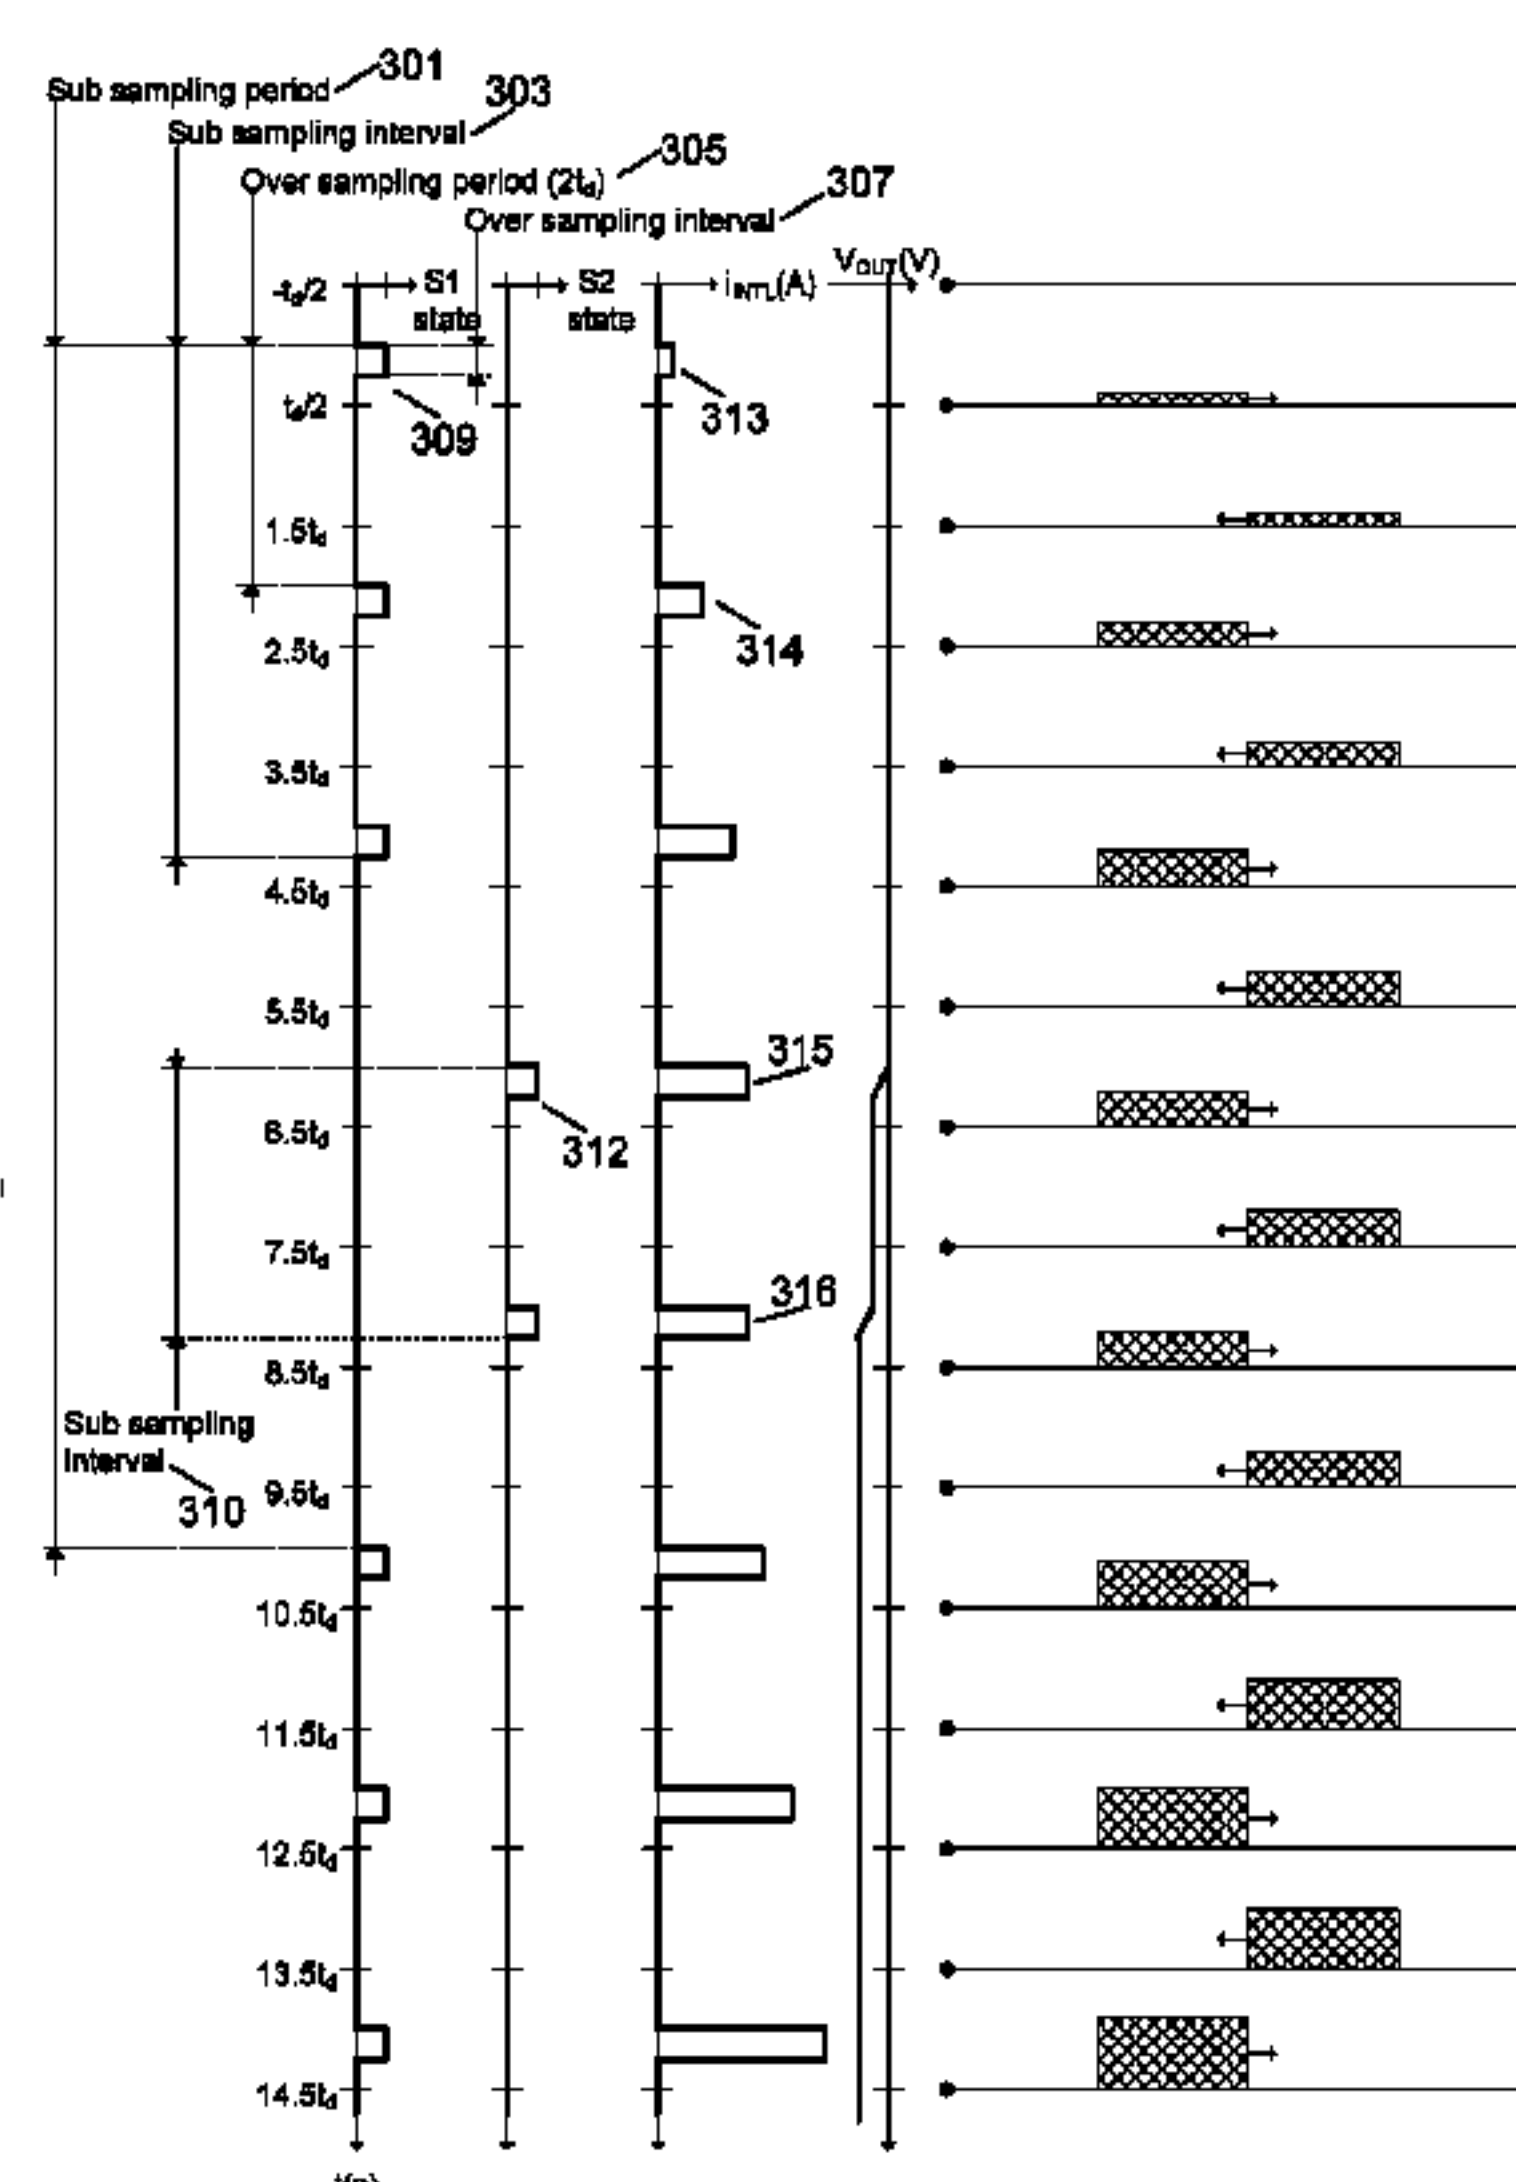 301
Sub sampling period
303
Sub sampling interval
305
Over sampling period (2td)
307
Over sampling interval
VOUT(V)
-td/2
S1 state
S2 state
iINTL(A)
td/2
309
313
1.5td
314
2.5td
3.5td
4.5td
5.5td
315
312
6.5td
7.5td
316
8.5td
Sub sampling
interval
310
9.5td
10.5td
11.5td
12.5td
13.5td
14.5td